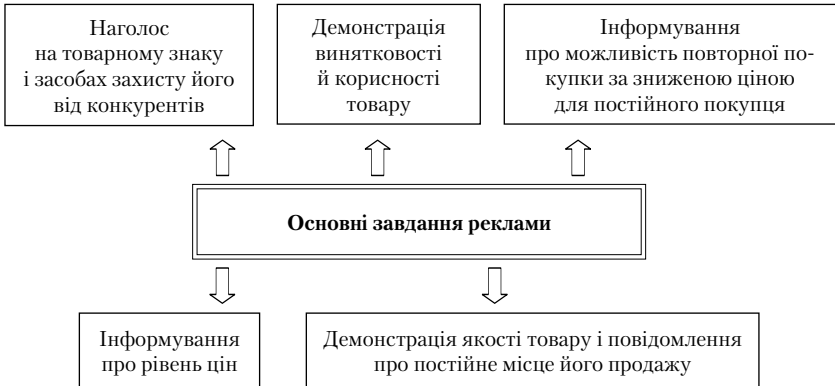 Наголос
на товарному знаку
і засобах захисту його
від конкурентів
Демонстрація
винятковості
й корисності
товару
Інформування
про можливість повторної по-
купки за зниженою ціною
для постійного покупця
Основні завдання реклами
Інформування
про рівень цін
Демонстрація якості товару і повідомлення
про постійне місце його продажу